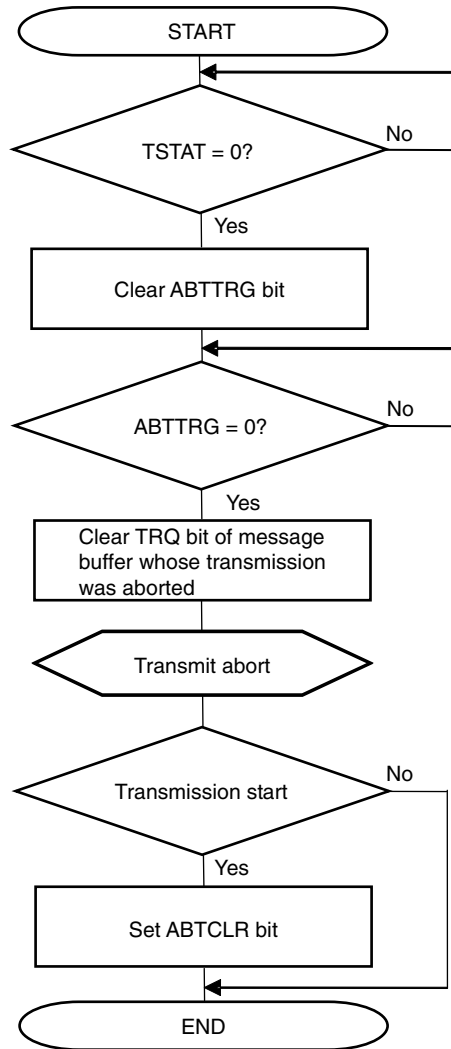 START
TSTAT = 0?
No
Yes
Clear ABTTRG bit
ABTTRG = 0?
No
Yes
Clear TRQ bit of message
buffer whose transmission
was aborted
Transmit abort
Transmission start
No
Yes
Set ABTCLR bit
END